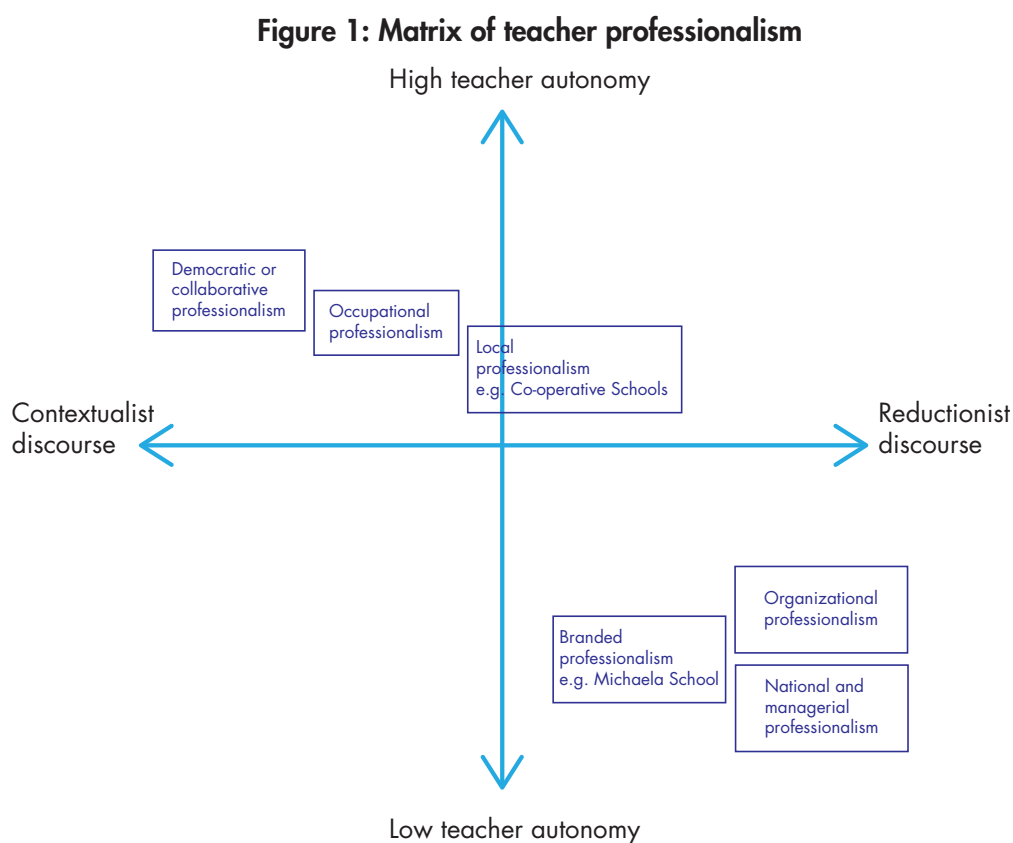 Figure 1: Matrix of teacher professionalism
High teacher autonomy
Democratic or
collaborative
professionalism
Occupational
professionalism
Local
professionalism
e.g. Co-operative Schools
Contextualist
discourse
Reductionist
discourse
Organizational
professionalism
Branded
professionalism
e.g. Michaela School
National and
managerial
professionalism
Low teacher autonomy